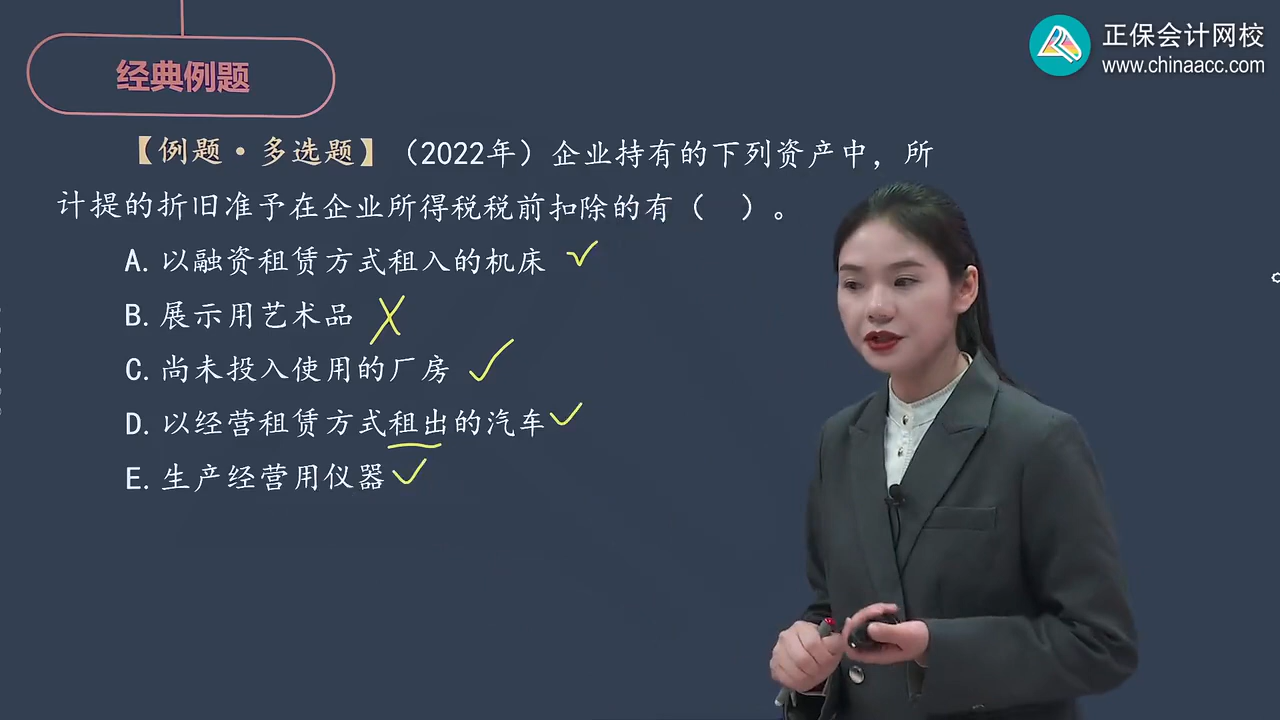 正保会计网校
www.chinaacc.com
经典例题
【例题·多选题】（2022年）企业持有的下列资产中，所
计提的折旧准予在企业所得税税前扣除的有（ ）。
A. 以融资租赁方式租入的机床
B. 展示用艺术品
C. 尚未投入使用的厂房
D. 以经营租赁方式租出的汽车
E. 生产经营用仪器